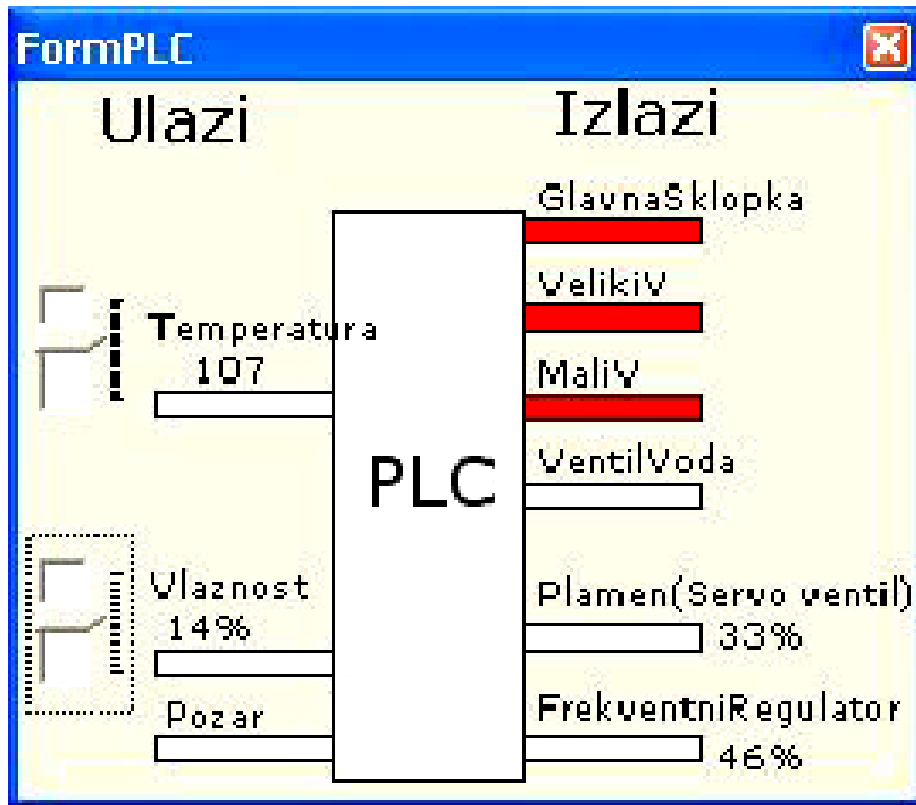 FormPLC
Ulazi
Izlazi
GlavnaSklopka
VelikiV
Temperatura
107
MaliV
PLC
VentilVoda
Vlaznost
14%
Plamen(Servo ventil)
33%
Pozar
FrekventniRegulator
46%